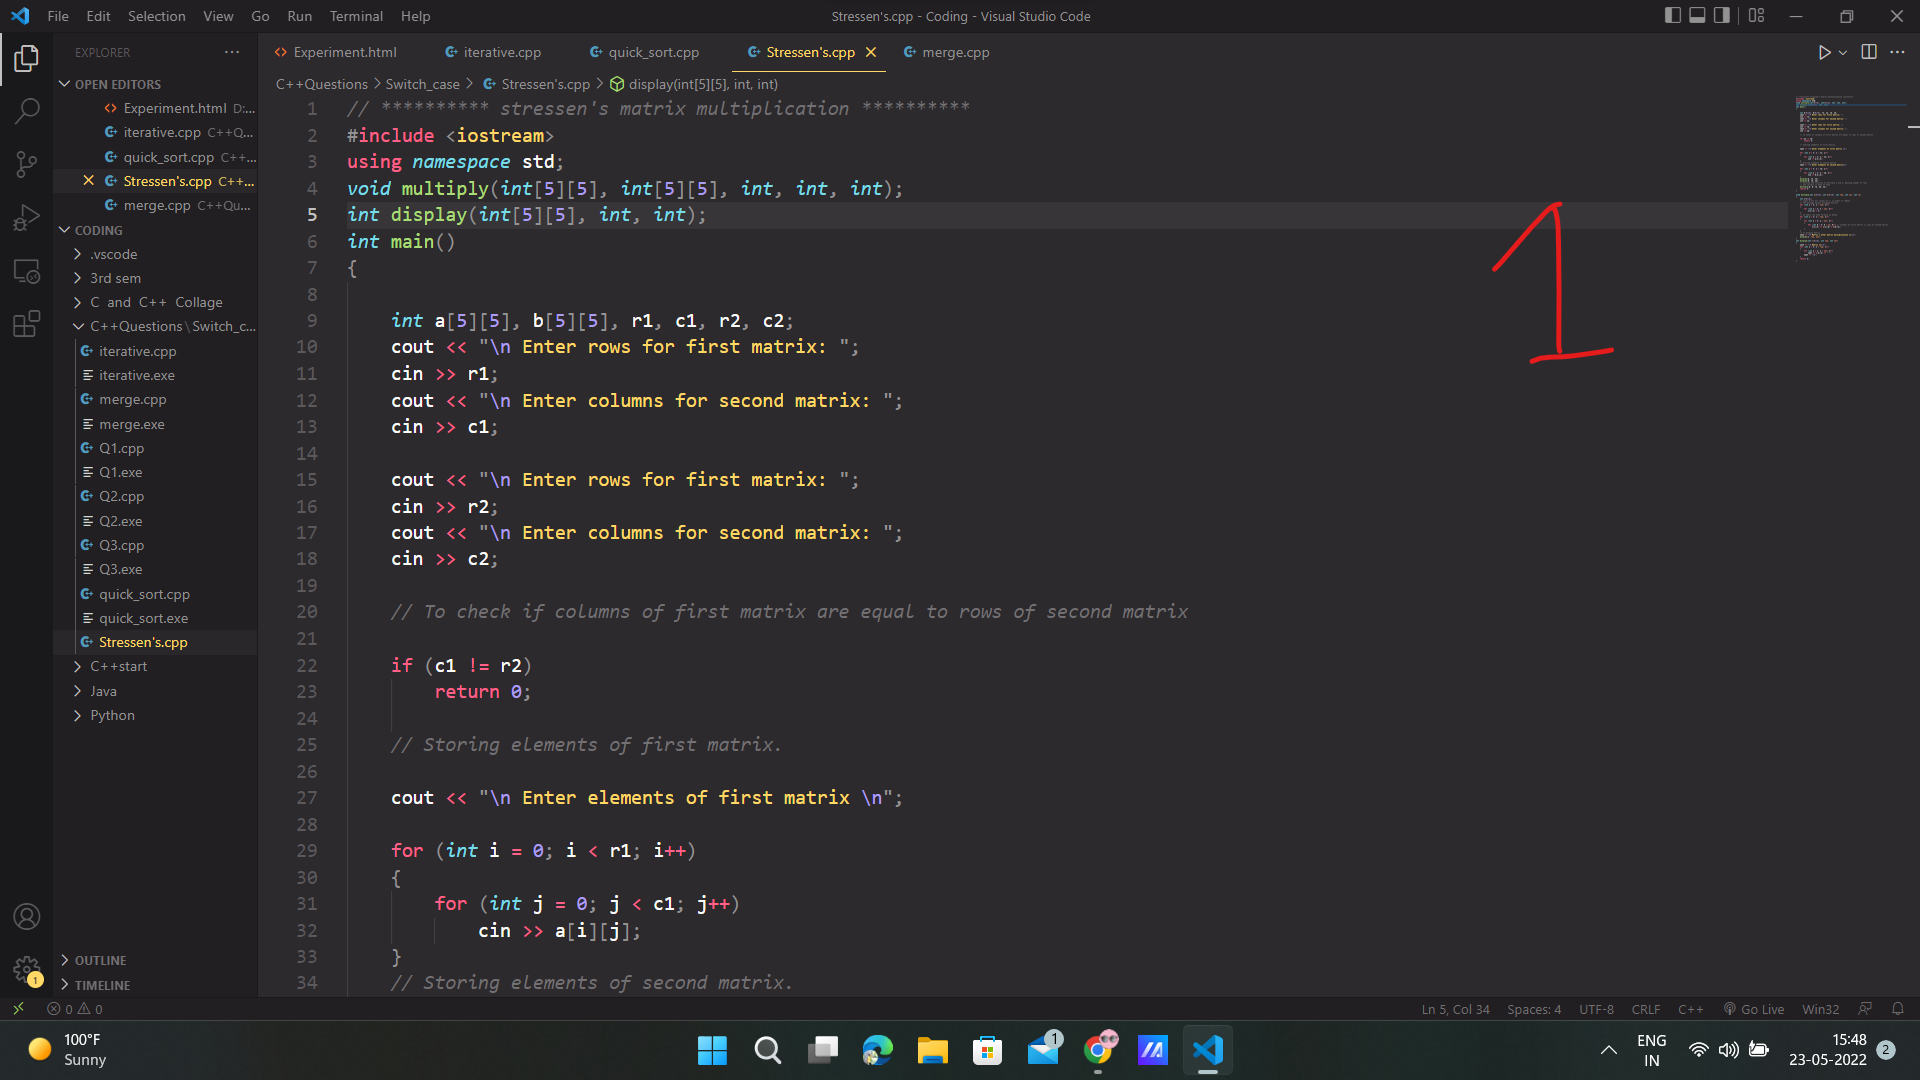 File Edit Selection View Go Run Terminal Help
Stressen's.cpp - Coding - Visual Studio Code
EXPLORER
OPEN EDITORS
Experiment.html D:...
iterative.cpp C++Q...
quick_sort.cpp C++...
Stressen's.cpp C++...
merge.cpp C++Qu...
CODING
.vscode
3rd sem
C and C++ Collage
C++Questions\Switch_c...
iterative.cpp
iterative.exe
merge.cpp
merge.exe
Q1.cpp
Q1.exe
Q2.cpp
Q2.exe
Q3.cpp
Q3.exe
quick_sort.cpp
quick_sort.exe
Stressen's.cpp
C++start
Java
Python
OUTLINE
TIMELINE
1
Experiment.html iterative.cpp quick_sort.cpp Stressen's.cpp merge.cpp
C++Questions > Switch_case > Stressen's.cpp > display(int[5][5], int, int)
1 // ********** stressen's matrix multiplication **********
2 #include <iostream>
3 using namespace std;
4 void multiply(int[5][5], int[5][5], int, int, int);
5 int display(int[5][5], int, int);
6 int main()
7 {
8
9 int a[5][5], b[5][5], r1, c1, r2, c2;
10 cout << "\n Enter rows for first matrix: ";
11 cin >> r1;
12 cout << "\n Enter columns for second matrix: ";
13 cin >> c1;
14
15 cout << "\n Enter rows for first matrix: ";
16 cin >> r2;
17 cout << "\n Enter columns for second matrix: ";
18 cin >> c2;
19
20 // To check if columns of first matrix are equal to rows of second matrix
21
22 if (c1 != r2)
23 return 0;
24
25 // Storing elements of first matrix.
26
27 cout << "\n Enter elements of first matrix \n";
28
29 for (int i = 0; i < r1; i++)
30 {
31 for (int j = 0; j < c1; j++)
32 cin >> a[i][j];
33 }
34 // Storing elements of second matrix.
1
0 0
Ln 5, Col 34 Spaces: 4 UTF-8 CRLF C++ Go Live Win32
100°F
Sunny
1
ENG
IN
15:48
23-05-2022
2